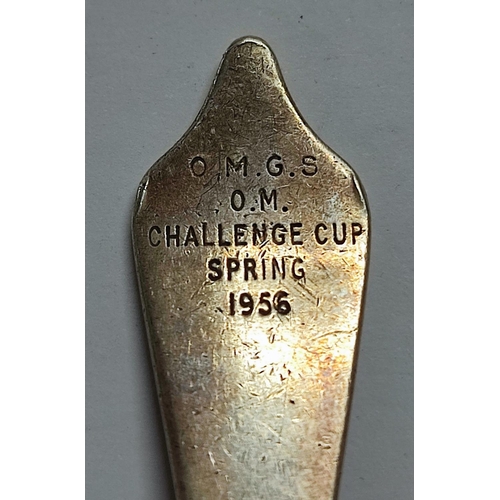 O.M.G.S
O.M.
CHALLENGE CUP
SPRING
1956